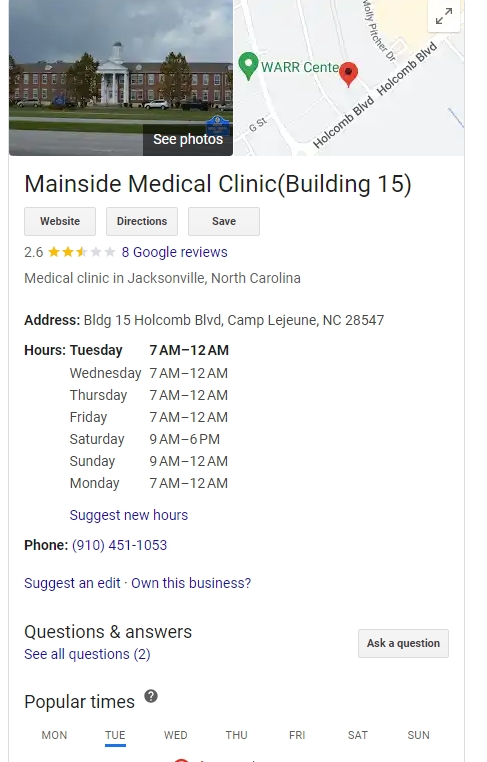 Molly Pitcher Dr
WARR Cente
Holcomb Blvd
Holcomb Blvd
G St
See photos
Mainside Medical Clinic(Building 15)
Website
Directions
Save
2.6
8 Google reviews
Medical clinic in Jacksonville, North Carolina
Address: Bldg 15 Holcomb Blvd, Camp Lejeune, NC 28547
Hours: Tuesday 7 AM–12 AM
Wednesday 7 AM–12 AM
Thursday 7 AM–12 AM
Friday 7 AM–12 AM
Saturday 9 AM–6 PM
Sunday 9 AM–12 AM
Monday 7 AM–12 AM
Suggest new hours
Phone: (910) 451-1053
Suggest an edit · Own this business?
Questions & answers
See all questions (2)
Ask a question
Popular times ?
MON TUE WED THU FRI SAT SUN